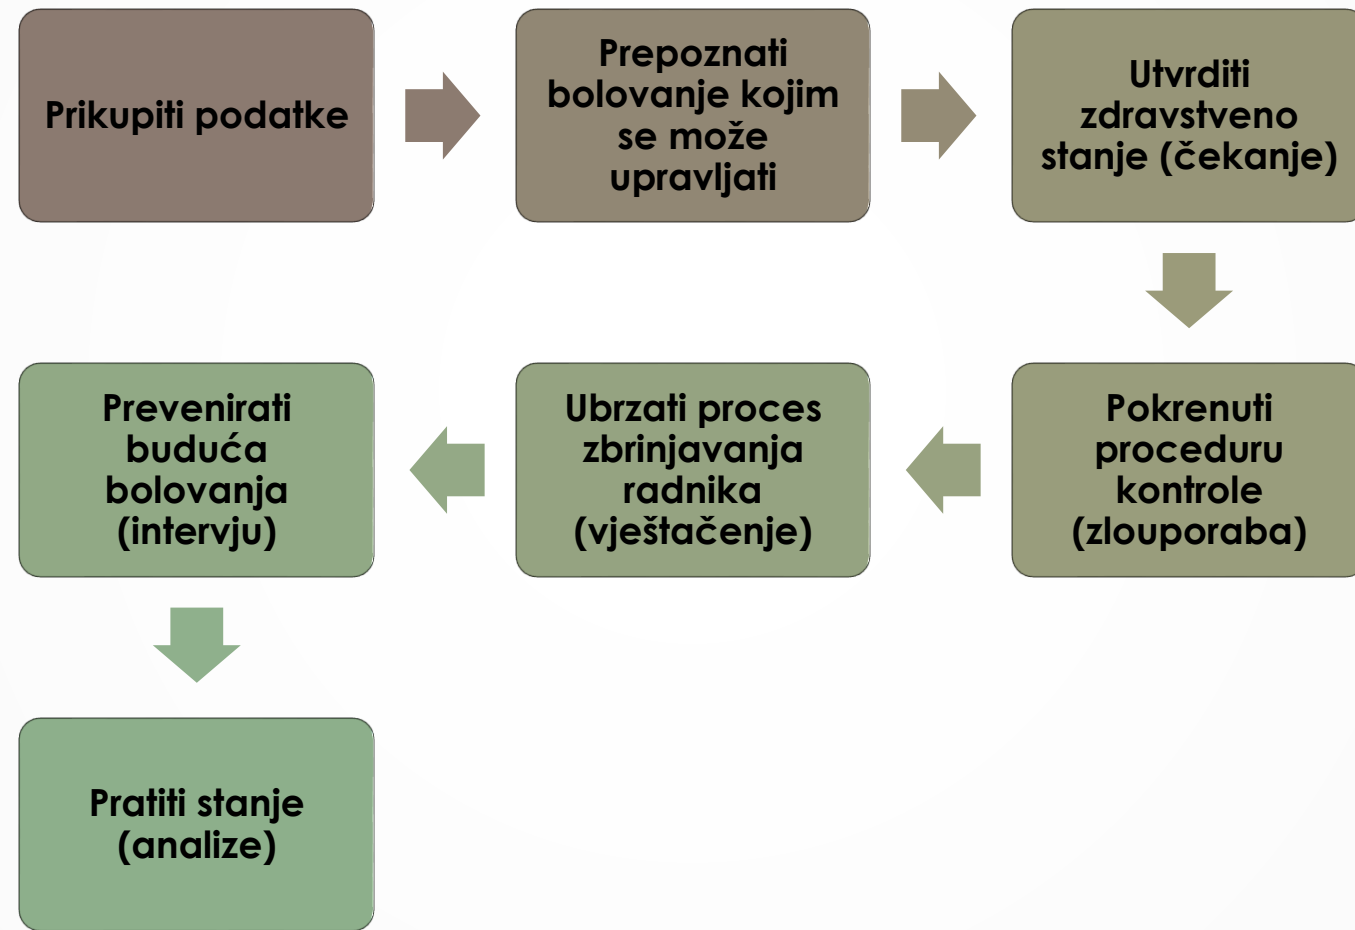 Prikupiti podatke
Prepoznati
bolovanje kojim
se može
upravljati
Utvrditi
zdravstveno
stanje (čekanje)
Pokrenuti
proceduru
kontrole
(zlouporaba)
Ubrzati proces
zbrinjavanja
radnika
(vještačenje)
Prevenirati
buduća
bolovanja
(intervju)
Pratiti stanje
(analize)